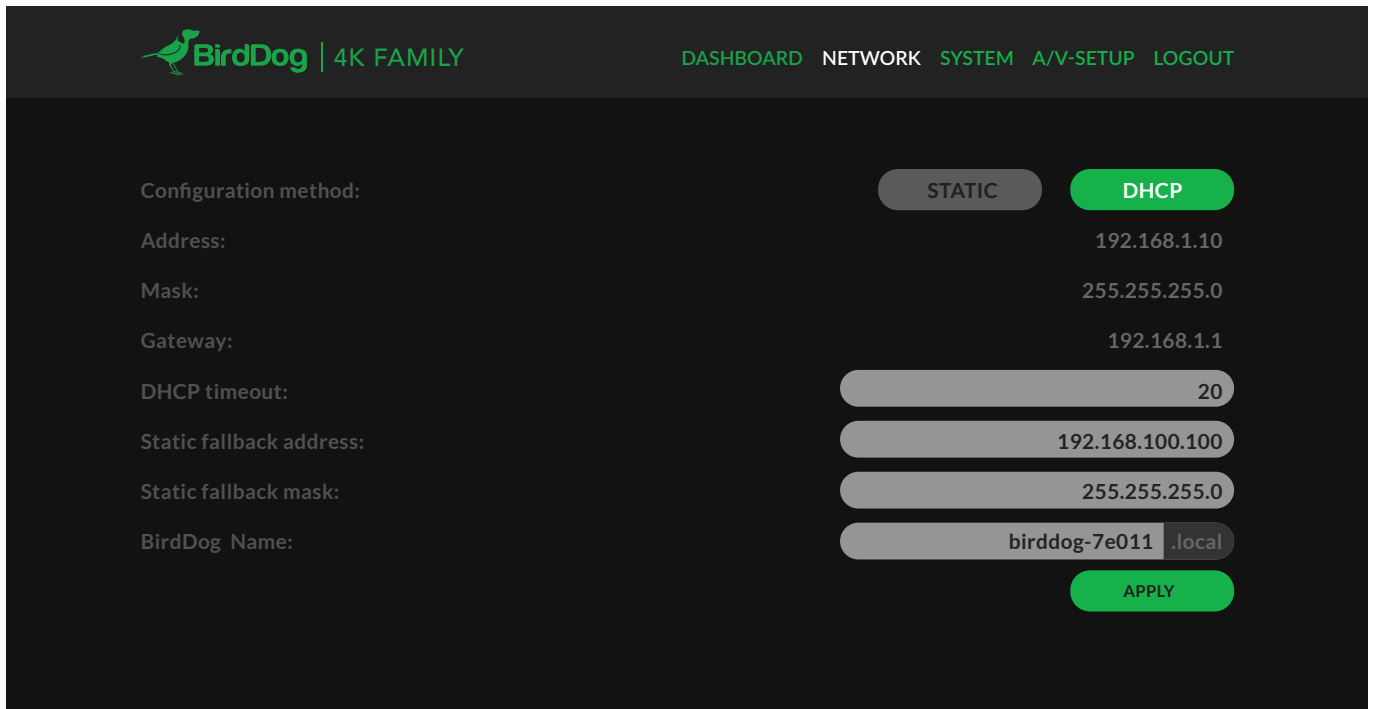 BirdDog | 4K FAMILY DASHBOARD NETWORK SYSTEM A/V-SETUP LOGOUT
Configuration method: STATIC DHCP
Address: 192.168.1.10
Mask: 255.255.255.0
Gateway: 192.168.1.1
DHCP timeout: 20
Static fallback address: 192.168.100.100
Static fallback mask: 255.255.255.0
BirdDog Name: birddog-7e011 .local
APPLY